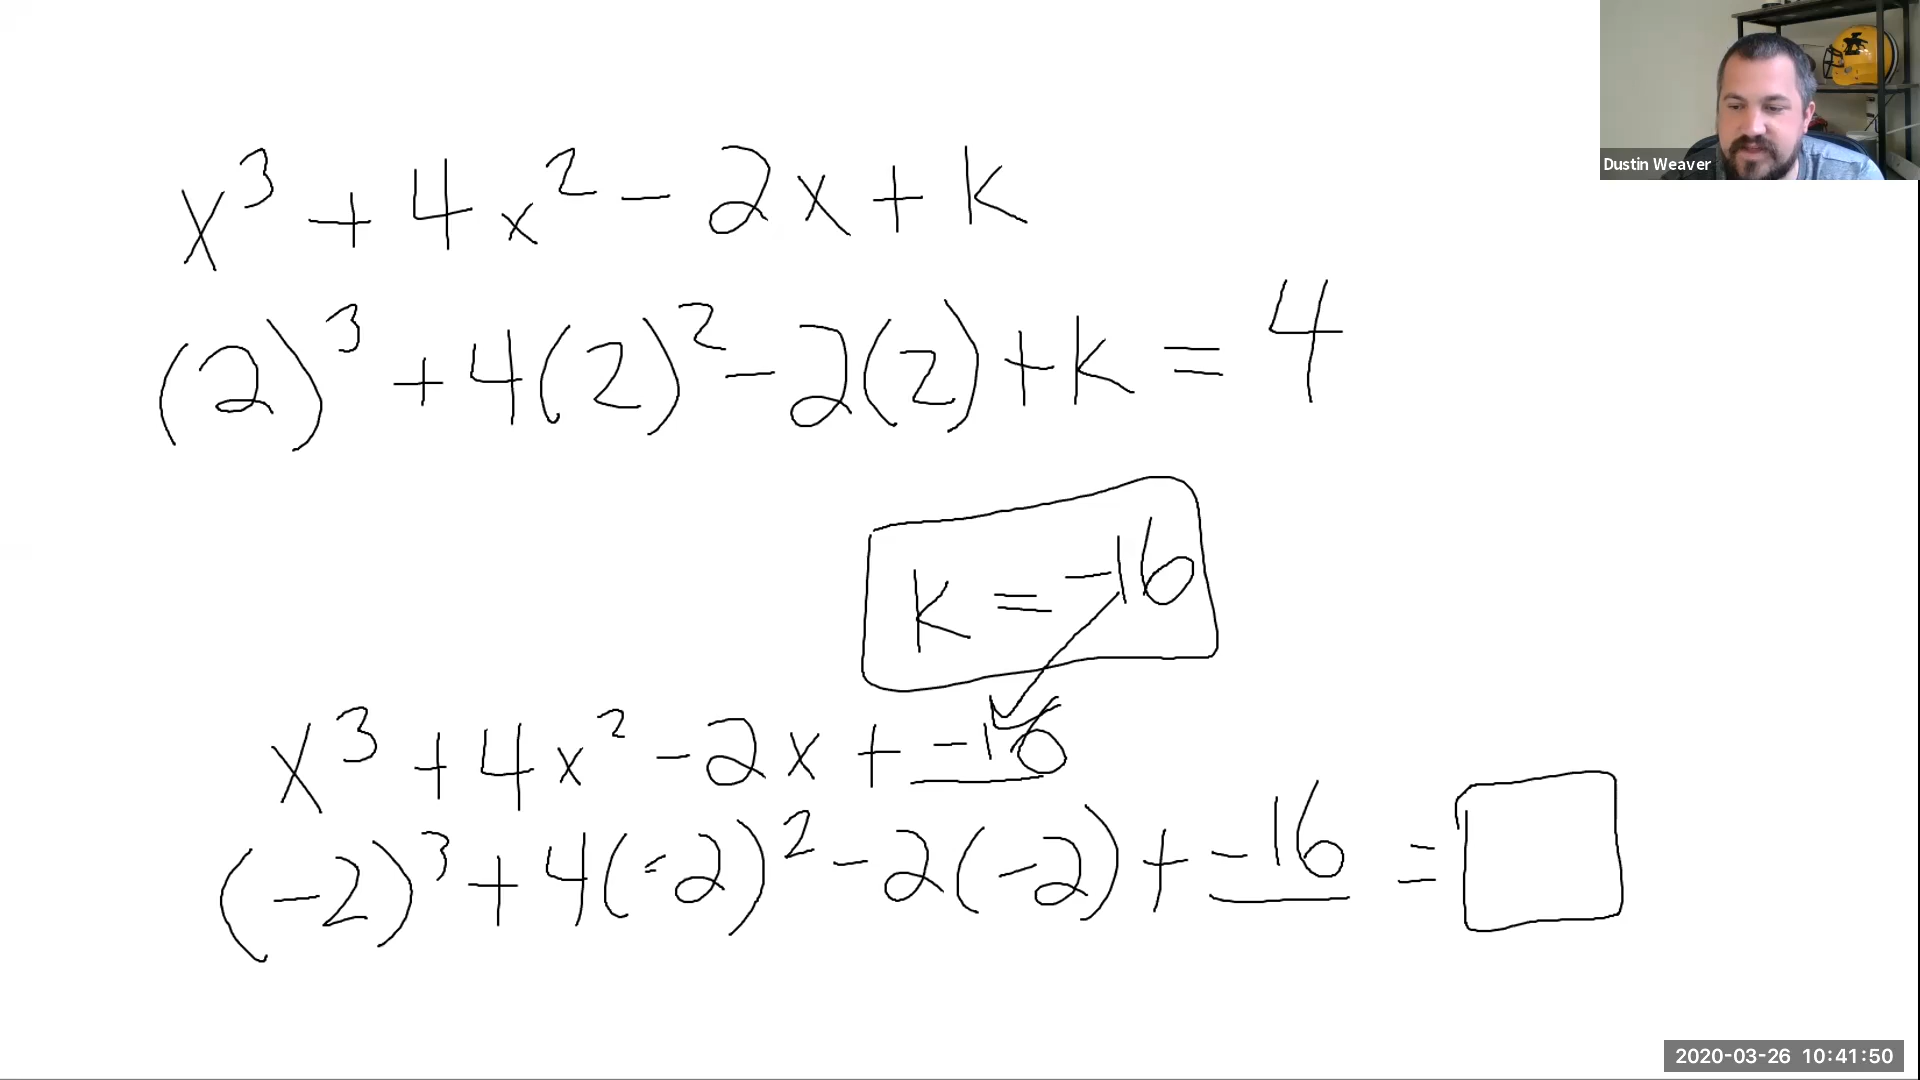 x³ + 4x² - 2x + k
(2)³ + 4(2)² - 2(2) + k = 4
k = -16
x³ + 4x² - 2x + -16
(-2)³ + 4(-2)² - 2(-2) + -16 =
Dustin Weaver
2020-03-26 10:41:50